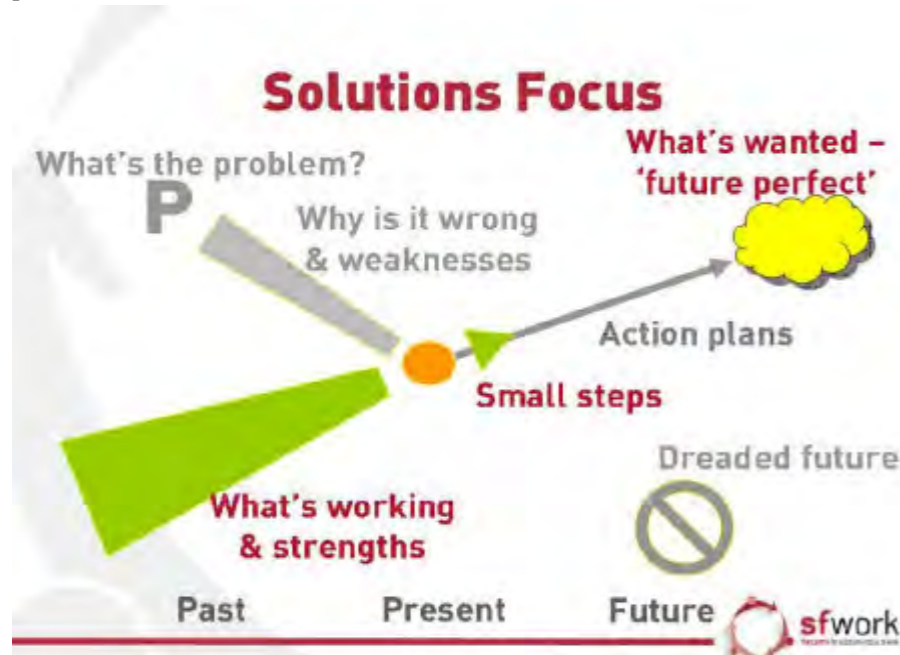 Solutions Focus
What's wanted –
'future perfect'
What's the problem?
P
Why is it wrong
& weaknesses
Action plans
Small steps
Dreaded future
What's working
& strengths
Past Present Future
sfwork